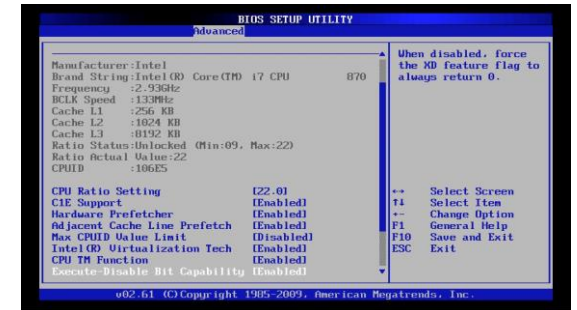 BIOS SETUP UTILITY
Advanced
Manufacturer:Intel
Brand String:Intel(R) Core(TM) i7 CPU 870
Frequency :2.93GHz
BCLK Speed :133MHz
Cache L1 :256 KB
Cache L2 :1024 KB
Cache L3 :8192 KB
Ratio Status:Unlocked (Min:09, Max:22)
Ratio Actual Value:22
CPUID :106E5
CPU Ratio Setting [22.0]
C1E Support [Enabled]
Hardware Prefetcher [Enabled]
Adjacent Cache Line Prefetch [Enabled]
Max CPUID Value Limit [Disabled]
Intel(R) Virtualization Tech [Enabled]
CPU TM Function [Enabled]
Execute-Disable Bit Capability [Enabled]
When disabled, force
the XD feature flag to
always return 0.
↔ Select Screen
↑↓ Select Item
+- Change Option
F1 General Help
F10 Save and Exit
ESC Exit
v02.61 (C)Copyright 1985-2009, American Megatrends, Inc.